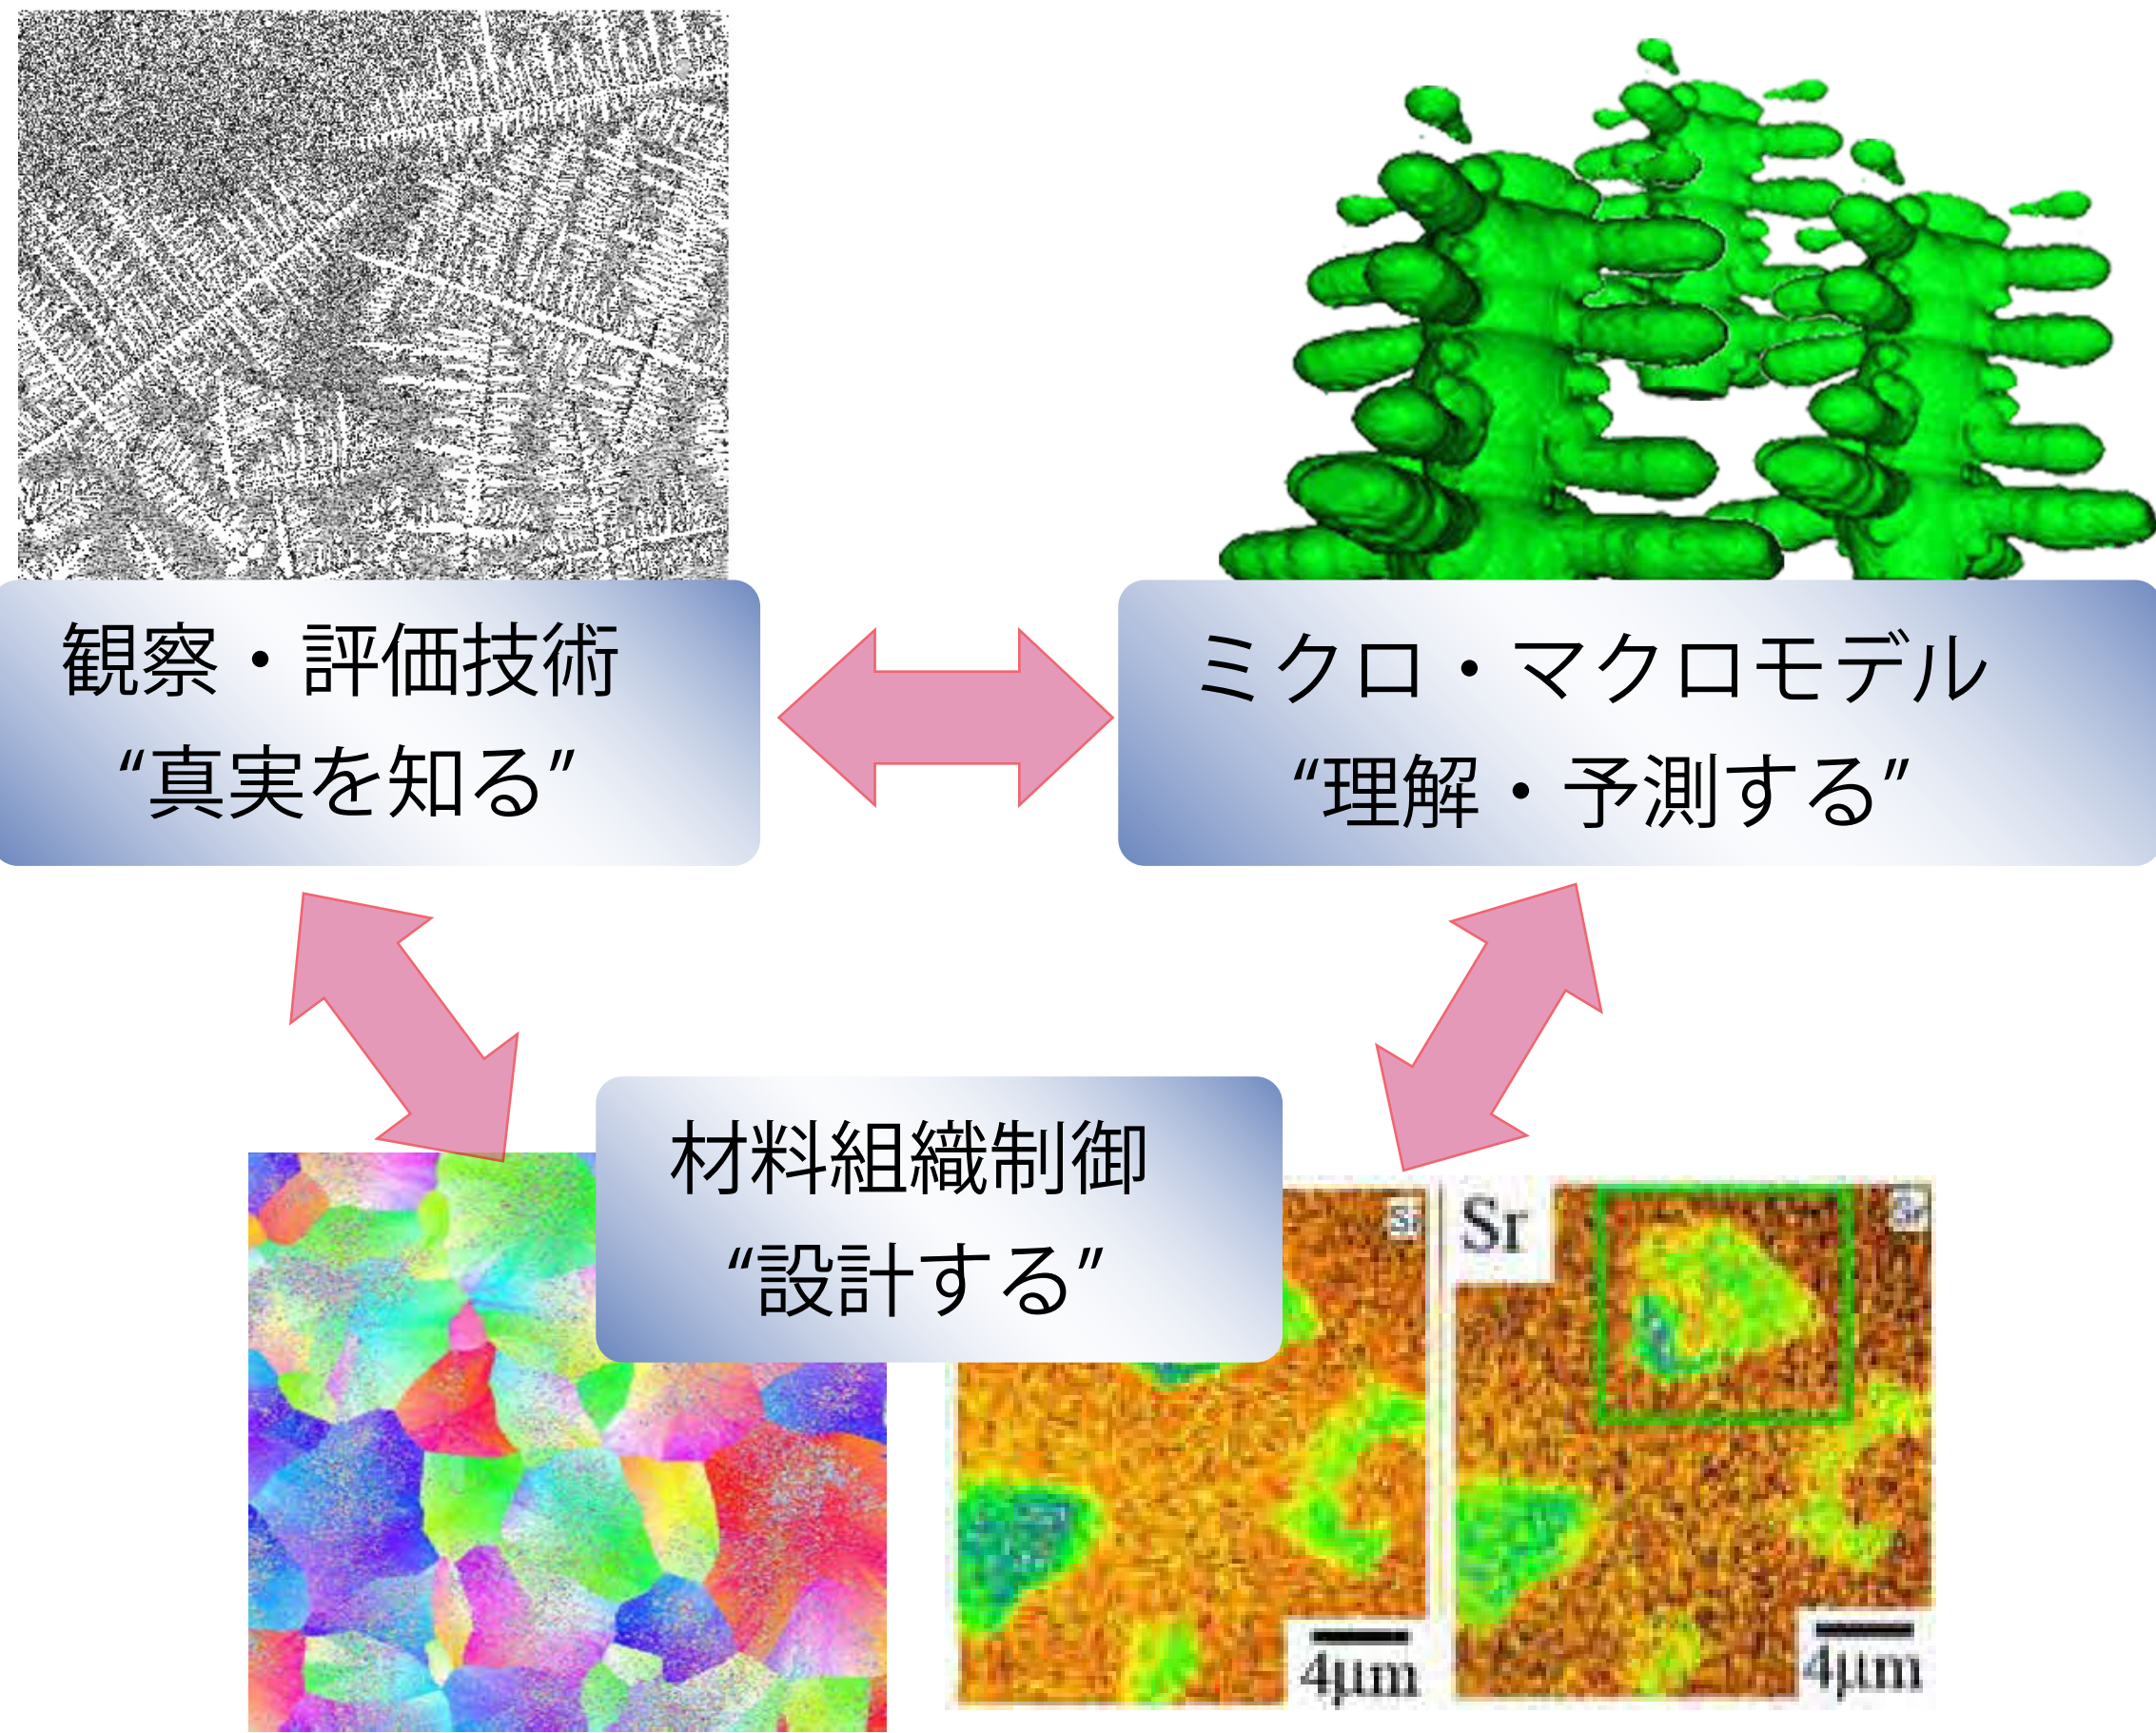 観察・評価技術
“真実を知る”
ミクロ・マクロモデル
“理解・予測する”
材料組織制御
“設計する”
Sr
4μm
4μm